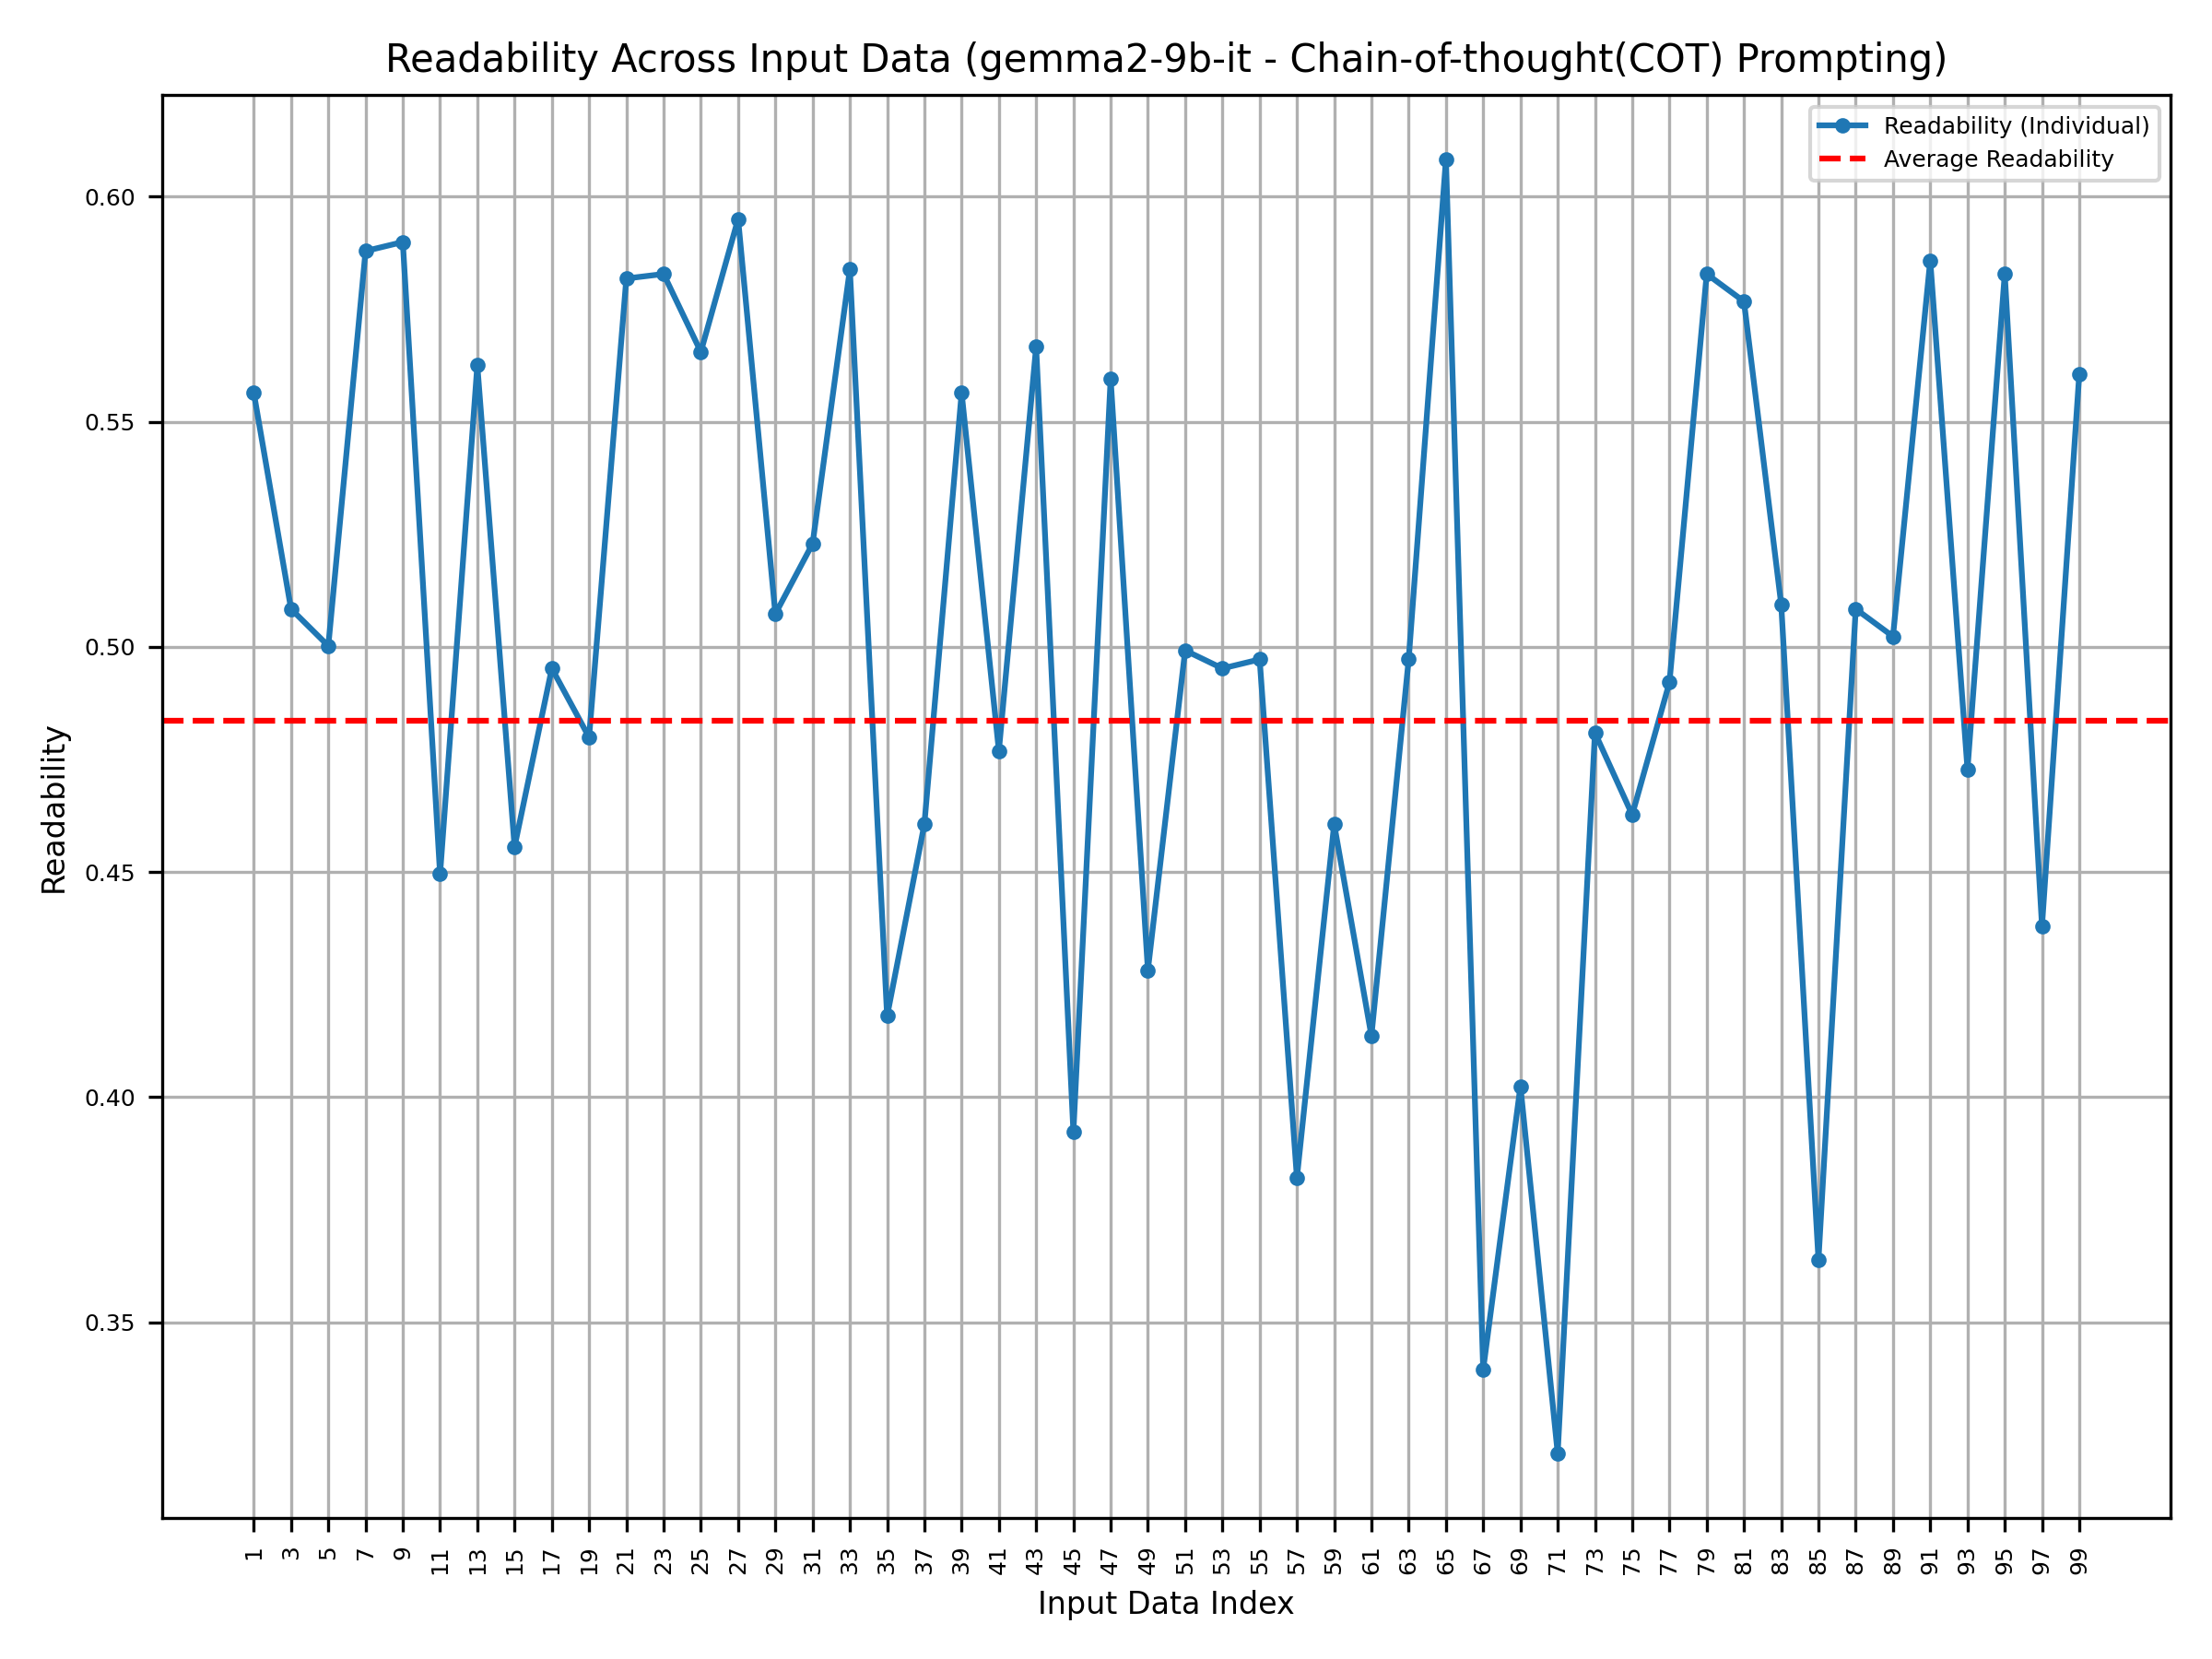 Readability Across Input Data (gemma2-9b-it - Chain-of-thought(COT) Prompting)
Readability (Individual)
Average Readability
0.60
0.55
0.50
0.45
0.40
0.35
Readability
1 3 5 7 9 11 13 15 17 19 21 23 25 27 29 31 33 35 37 39 41 43 45 47 49 51 53 55 57 59 61 63 65 67 69 71 73 75 77 79 81 83 85 87 89 91 93 95 97 99
Input Data Index